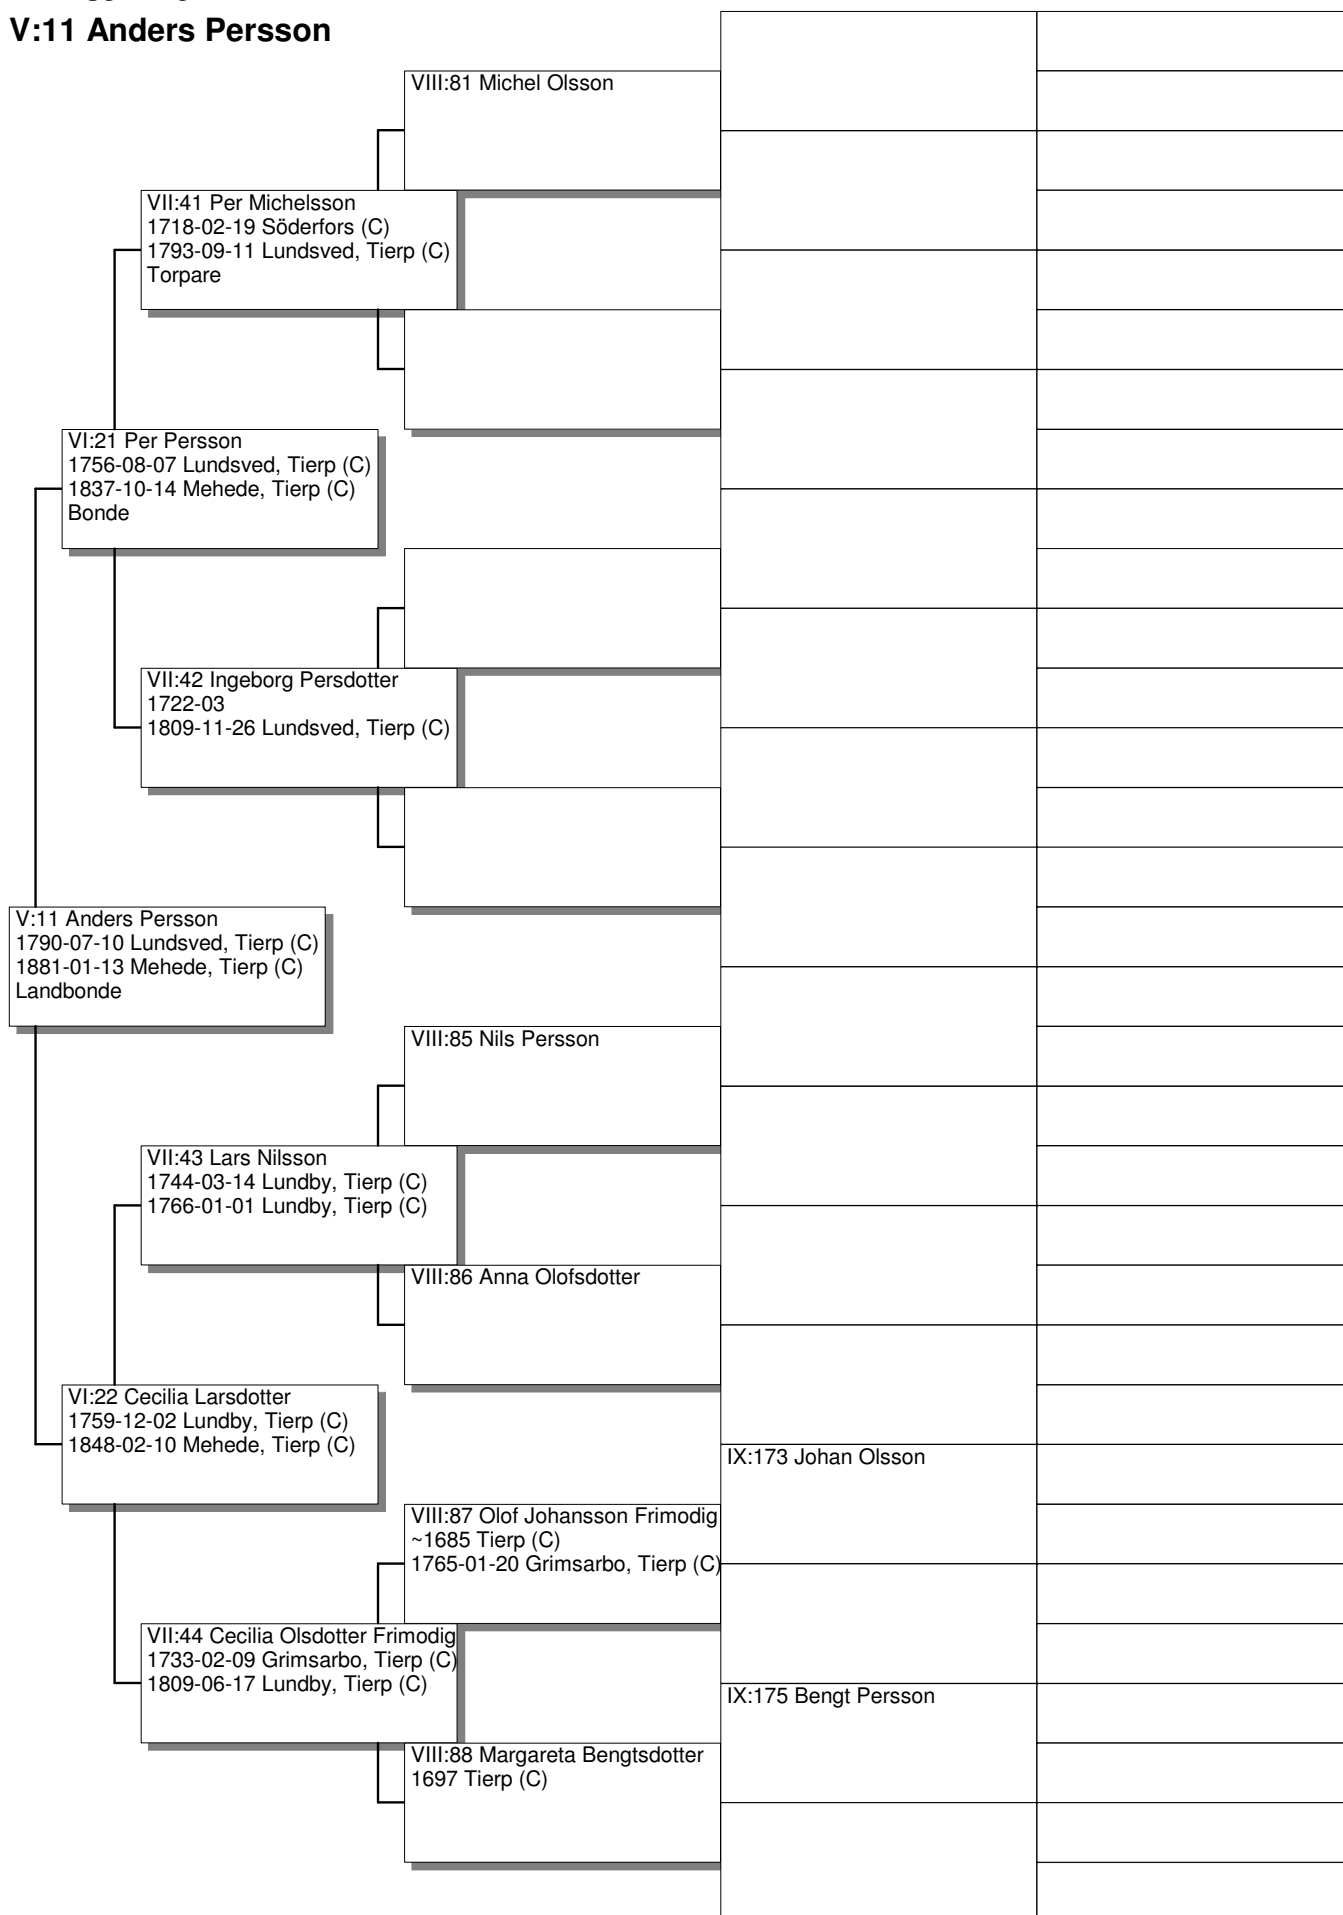 V:11 Anders Persson
VIII:81 Michel Olsson
VII:41 Per Michelsson
1718-02-19 Söderfors (C)
1793-09-11 Lundsved, Tierp (C)
Torpare
VI:21 Per Persson
1756-08-07 Lundsved, Tierp (C)
1837-10-14 Mehede, Tierp (C)
Bonde
VII:42 Ingeborg Persdotter
1722-03
1809-11-26 Lundsved, Tierp (C)
V:11 Anders Persson
1790-07-10 Lundsved, Tierp (C)
1881-01-13 Mehede, Tierp (C)
Landbonde
VIII:85 Nils Persson
VII:43 Lars Nilsson
1744-03-14 Lundby, Tierp (C)
1766-01-01 Lundby, Tierp (C)
VIII:86 Anna Olofsdotter
VI:22 Cecilia Larsdotter
1759-12-02 Lundby, Tierp (C)
1848-02-10 Mehede, Tierp (C)
IX:173 Johan Olsson
VIII:87 Olof Johansson Frimodig
~1685 Tierp (C)
1765-01-20 Grimsarbo, Tierp (C)
VII:44 Cecilia Olsdotter Frimodig
1733-02-09 Grimsarbo, Tierp (C)
1809-06-17 Lundby, Tierp (C)
IX:175 Bengt Persson
VIII:88 Margareta Bengtsdotter
1697 Tierp (C)